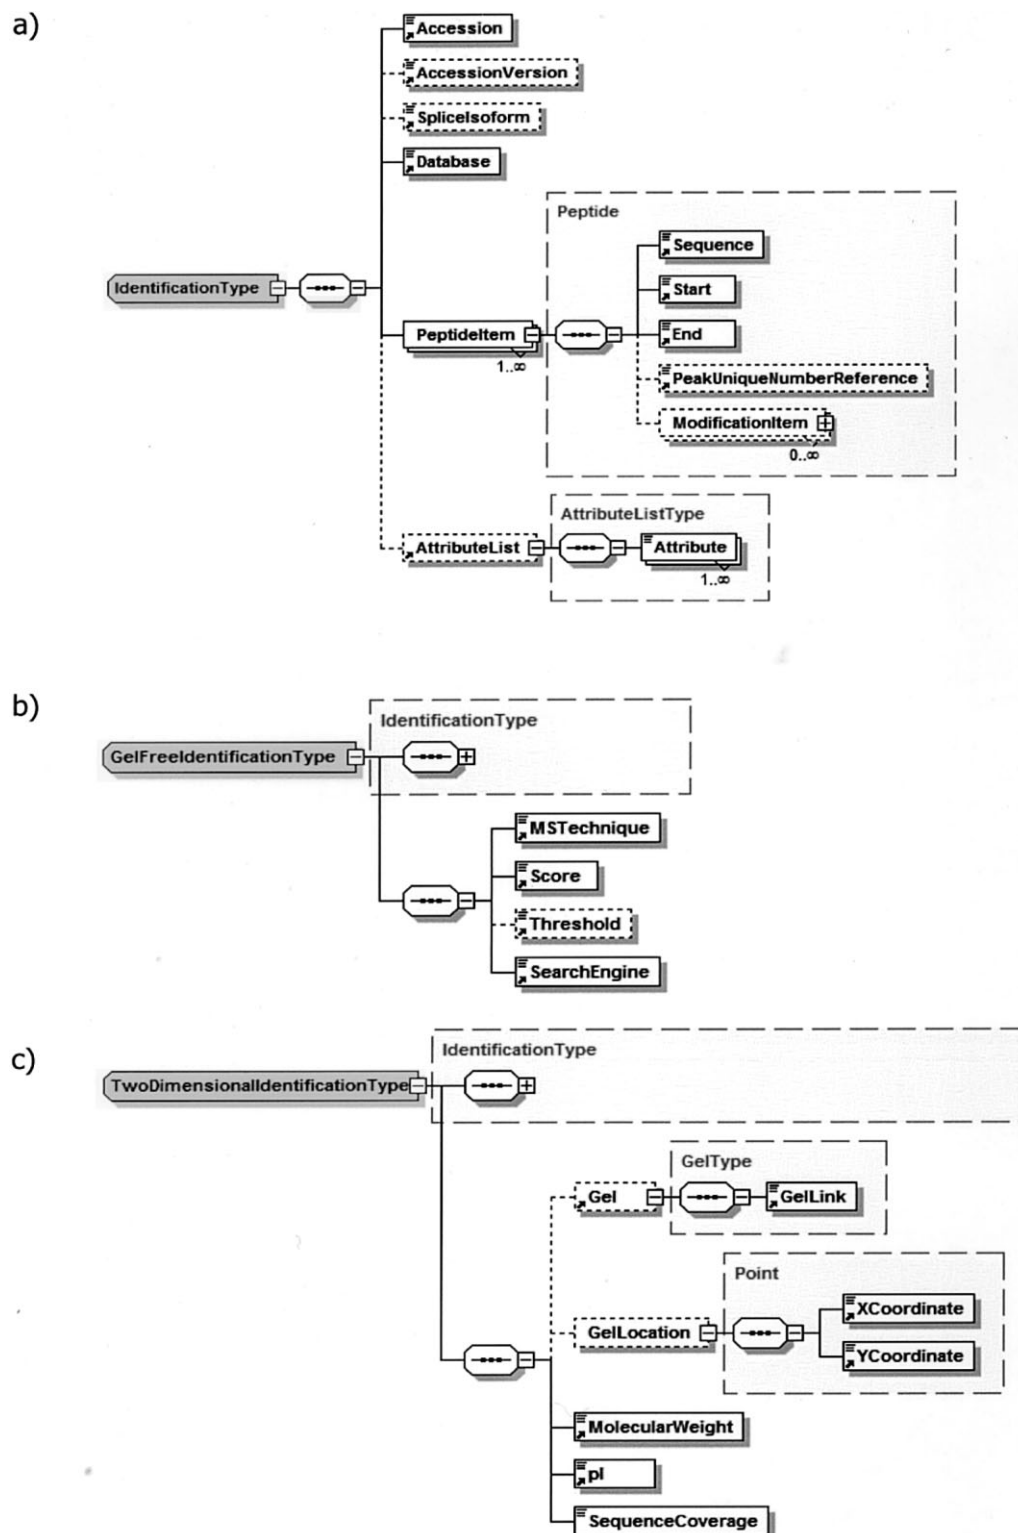 a)
Accession
AccessionVersion
SpliceIsoform
Database
Peptide
Sequence
Start
IdentificationType
PeptideItem
End
1..∞
PeakUniqueNumberReference
ModificationItem
0..∞
AttributeListType
AttributeList
Attribute
1..∞
b)
IdentificationType
GelFreeIdentificationType
MSTechnique
Score
Threshold
SearchEngine
c)
IdentificationType
TwoDimensionalIdentificationType
GelType
Gel
GelLink
Point
XCoordinate
GelLocation
YCoordinate
MolecularWeight
pI
SequenceCoverage